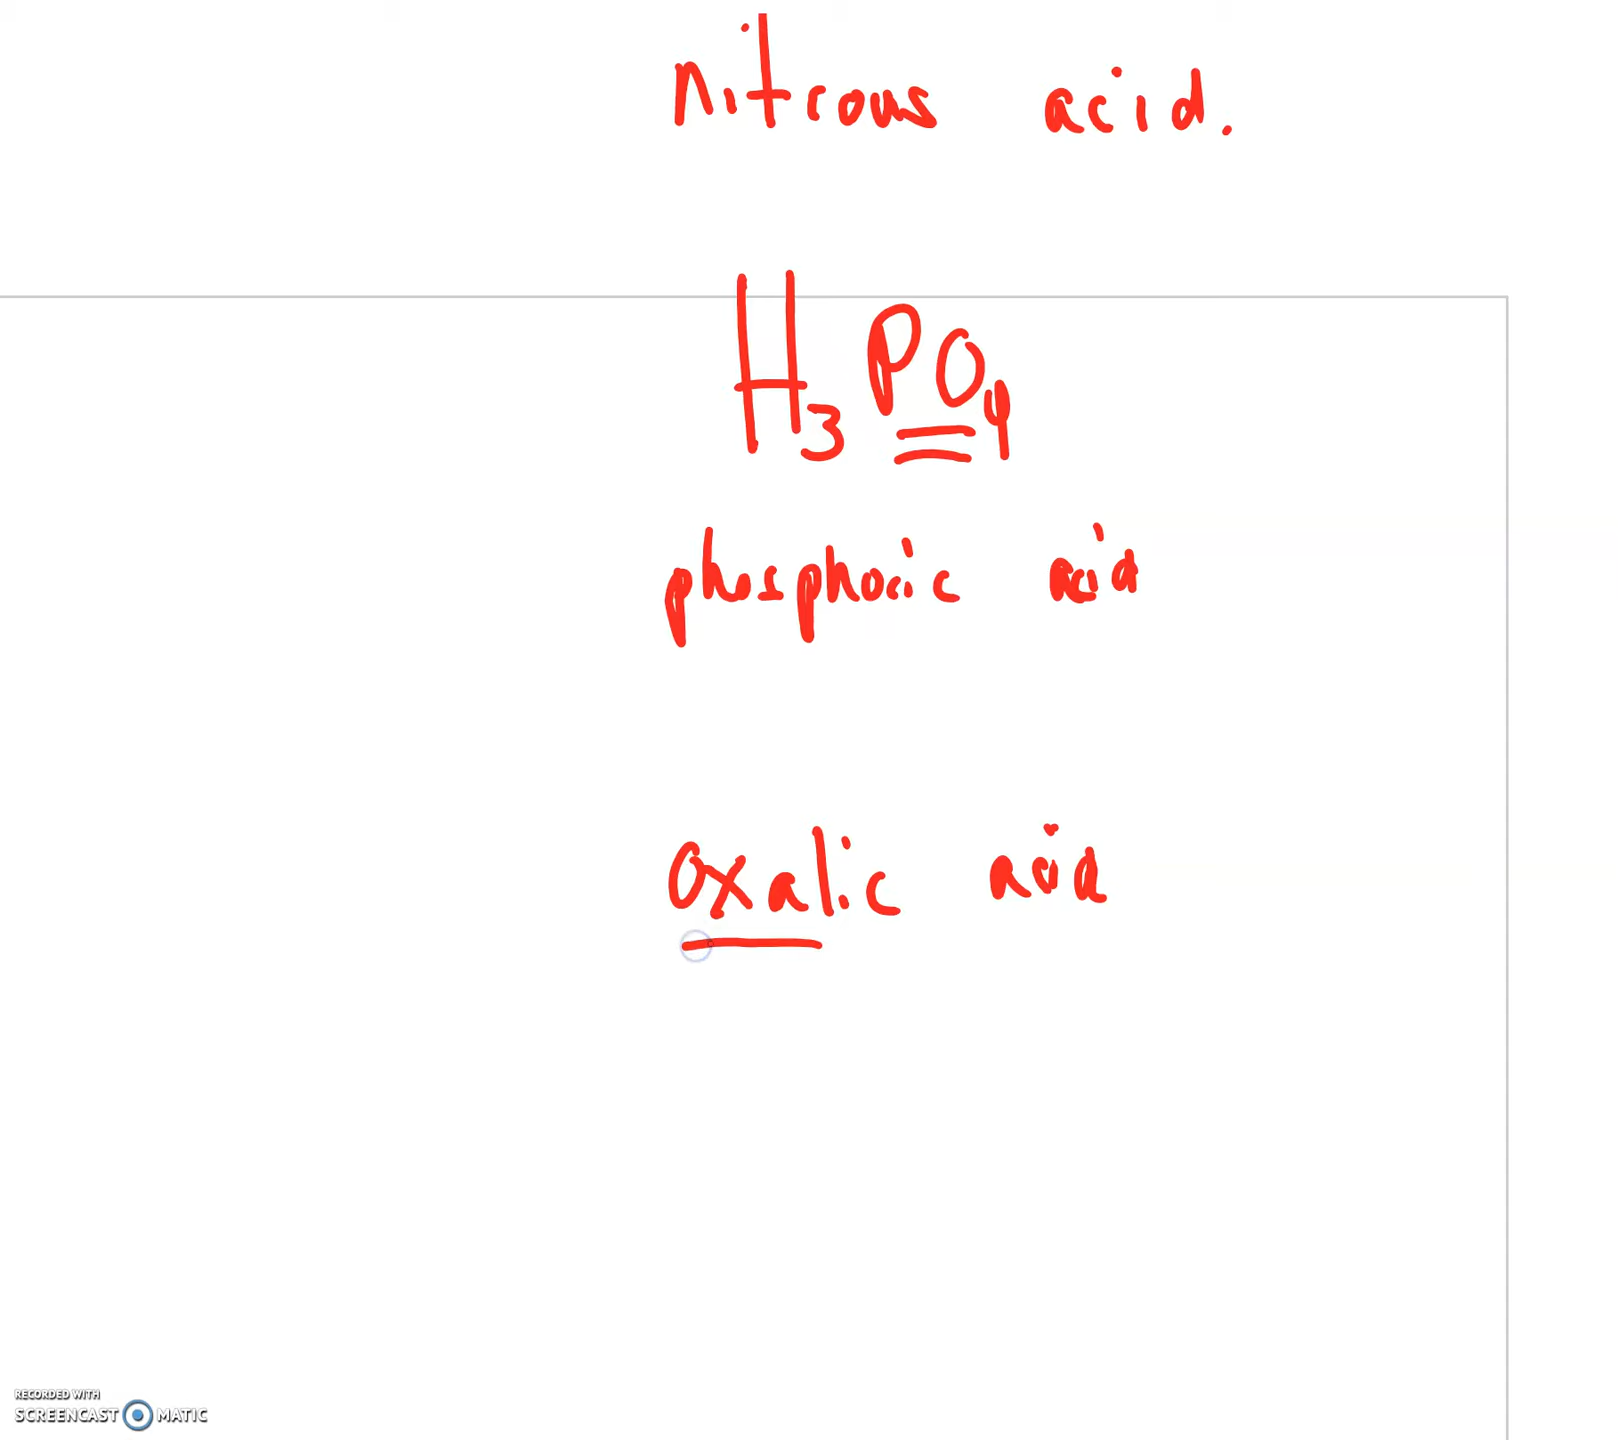 nitrous acid.
H₃PO₄
phosphoric acid
oxalic acid
RECORDED WITH
SCREENCAST MATIC